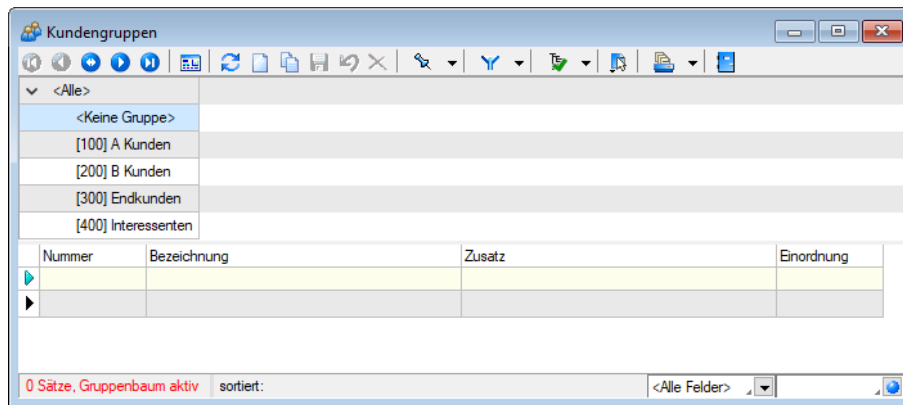 Kundengruppen
<Alle>
<Keine Gruppe>
[100] A Kunden
[200] B Kunden
[300] Endkunden
[400] Interessenten
Nummer Bezeichnung Zusatz Einordnung
0 Sätze, Gruppenbaum aktiv sortiert: <Alle Felder>